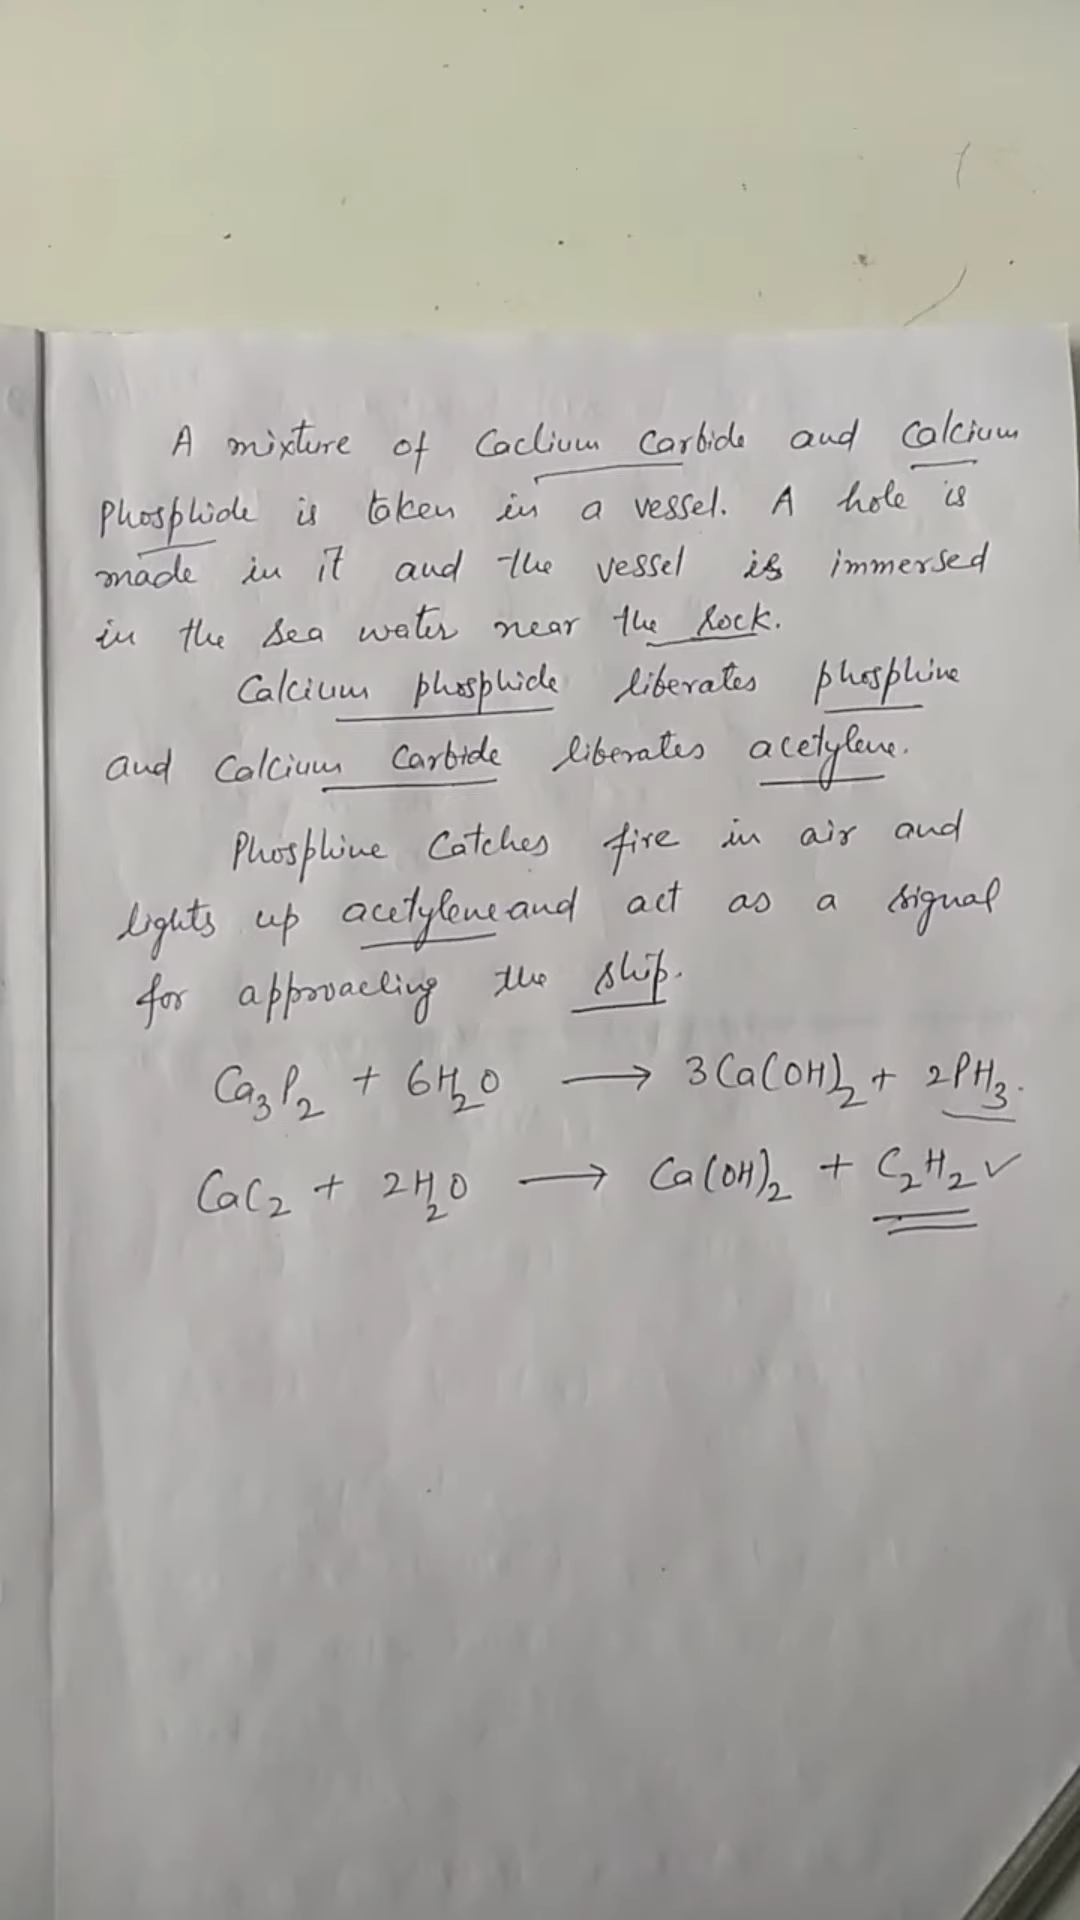 A mixture of Caclium Carbide and Calcium
Phosphide is taken in a vessel. A hole is
made in it and the vessel is immersed
in the sea water near the Rock.
Calcium phosphide liberates phosphine
and Calcium Carbide liberates acetylene.
Phosphine Catches fire in air and
lights up acetylene and act as a signal
for approacling the ship.
Ca₃P₂ + 6H₂O → 3Ca(OH)₂ + 2PH₃.
CaC₂ + 2H₂O → Ca(OH)₂ + C₂H₂ ✓